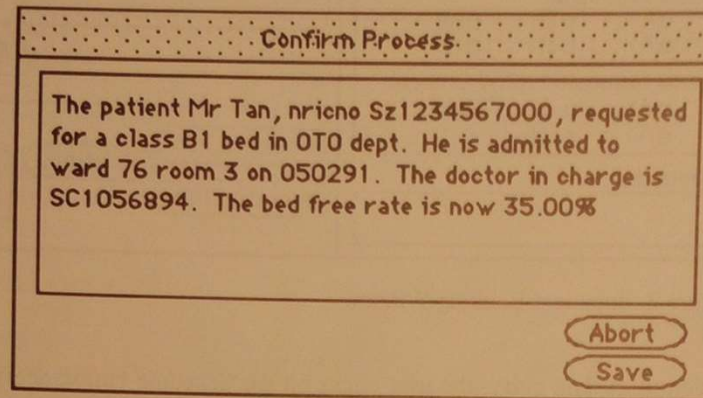 Confirm Process
The patient Mr Tan, nricno Sz1234567000, requested
for a class B1 bed in OTO dept. He is admitted to
ward 76 room 3 on 050291. The doctor in charge is
SC1056894. The bed free rate is now 35.00%
Abort
Save